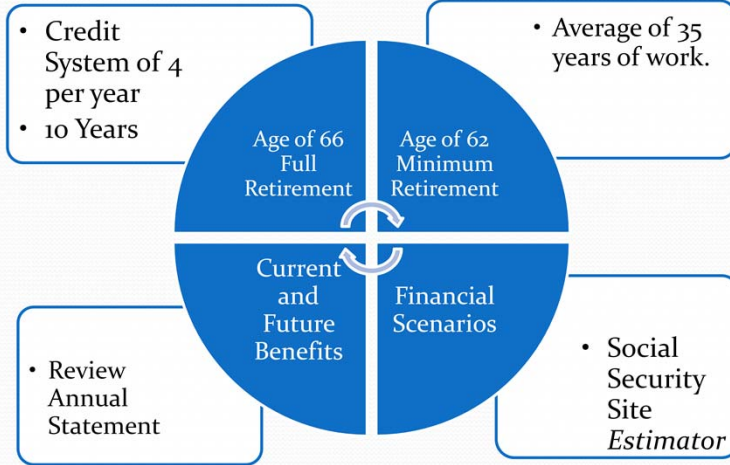 • Credit
System of 4
per year
• 10 Years
• Average of 35
years of work.
Age of 66
Full
Retirement
Age of 62
Minimum
Retirement
Current
and
Future
Benefits
Financial
Scenarios
• Review
Annual
Statement
• Social
Security
Site
Estimator